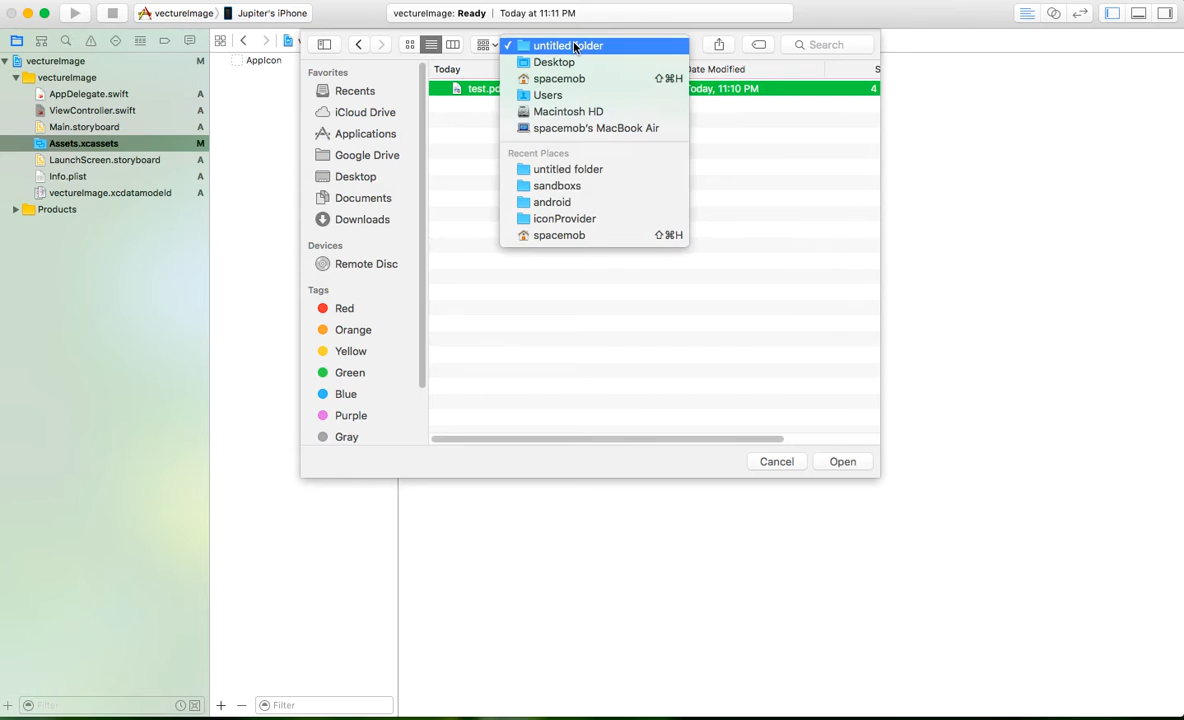 vectureImage Jupiter's iPhone vectureImage: Ready Today at 11:11 PM
vectureImage M
vectureImage
AppDelegate.swift A
ViewController.swift A
Main.storyboard A
Assets.xcassets M
LaunchScreen.storyboard A
Info.plist A
vectureImage.xcdatamodeld A
Products
AppIcon
Search
Favorites
Recents
iCloud Drive
Applications
Google Drive
Desktop
Documents
Downloads
Devices
Remote Disc
Tags
Red
Orange
Yellow
Green
Blue
Purple
Gray
Today Date Modified
Today, 11:10 PM 4
untitled folder
Desktop
spacemob ⇧⌘H
Users
Macintosh HD
spacemob's MacBook Air
Recent Places
untitled folder
sandboxs
android
iconProvider
spacemob ⇧⌘H
Cancel Open
Filter
Filter